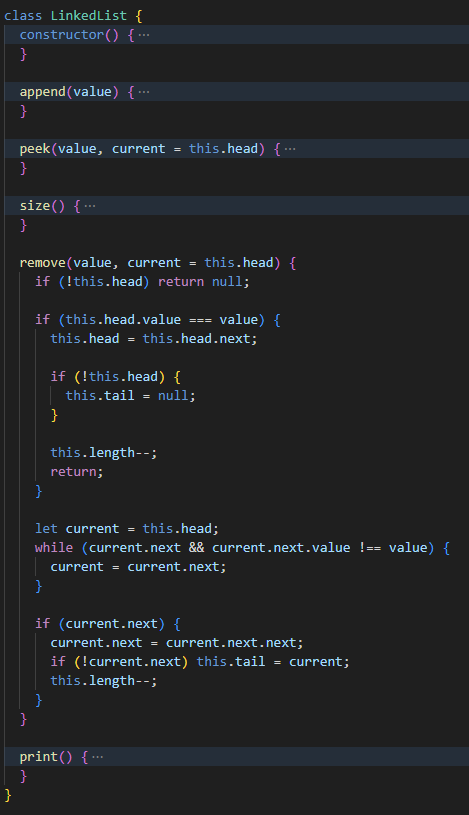 class LinkedList {
  constructor() { ···
  }

  append(value) { ···
  }

  peek(value, current = this.head) { ···
  }

  size() { ···
  }

  remove(value, current = this.head) {
    if (!this.head) return null;

    if (this.head.value === value) {
      this.head = this.head.next;

      if (!this.head) {
        this.tail = null;
      }

      this.length--;
      return;
    }

    let current = this.head;
    while (current.next && current.next.value !== value) {
      current = current.next;
    }

    if (current.next) {
      current.next = current.next.next;
      if (!current.next) this.tail = current;
      this.length--;
    }
  }

  print() { ···
  }
}